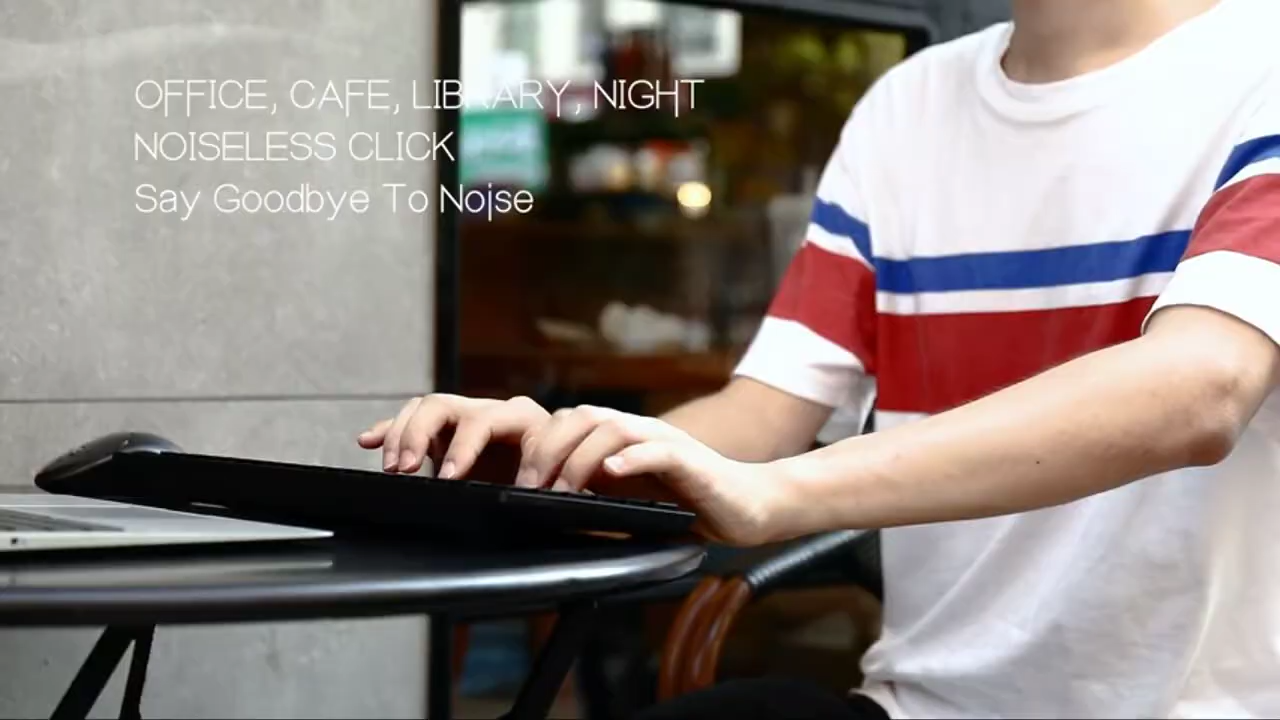 OFFICE, CAFE, LIBRARY, NIGHT
NOISELESS CLICK
Say Goodbye To Noise